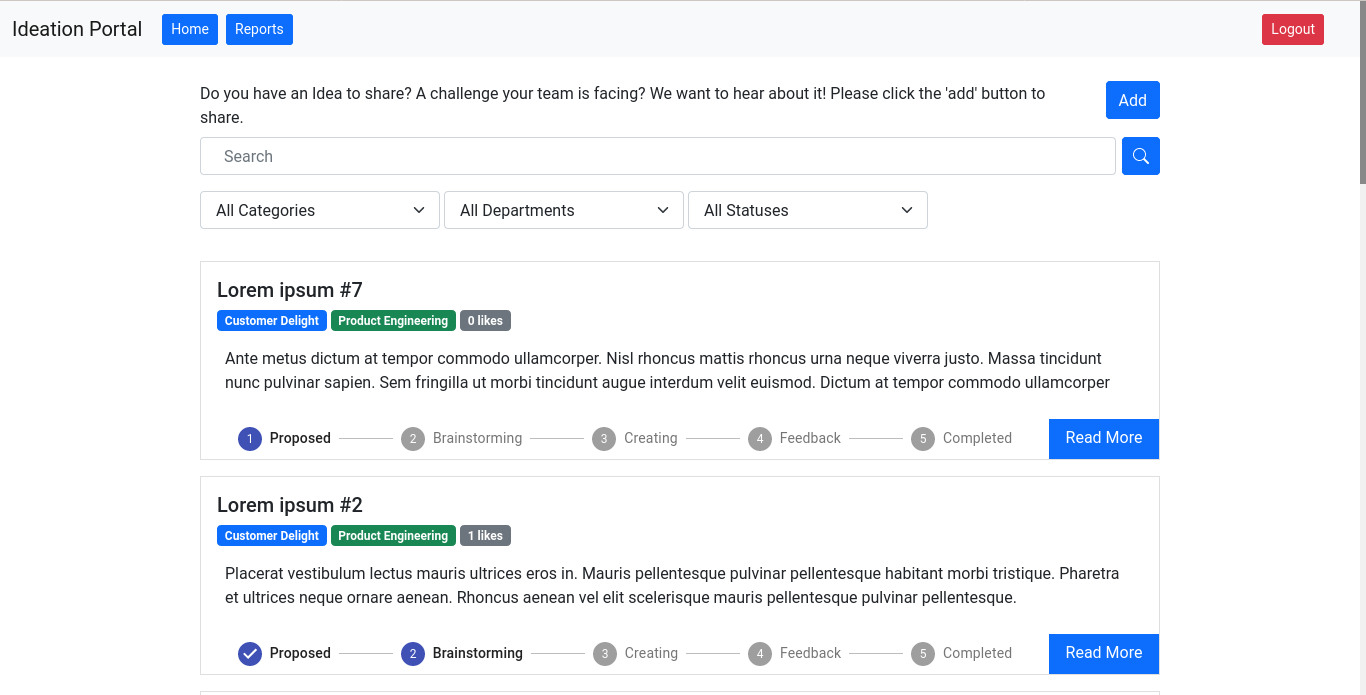 Ideation Portal Home Reports Logout
Do you have an Idea to share? A challenge your team is facing? We want to hear about it! Please click the 'add' button to
share.
Add
Search
All Categories All Departments All Statuses
Lorem ipsum #7
Customer Delight Product Engineering 0 likes
Ante metus dictum at tempor commodo ullamcorper. Nisl rhoncus mattis rhoncus urna neque viverra justo. Massa tincidunt
nunc pulvinar sapien. Sem fringilla ut morbi tincidunt augue interdum velit euismod. Dictum at tempor commodo ullamcorper
1 Proposed 2 Brainstorming 3 Creating 4 Feedback 5 Completed Read More
Lorem ipsum #2
Customer Delight Product Engineering 1 likes
Placerat vestibulum lectus mauris ultrices eros in. Mauris pellentesque pulvinar pellentesque habitant morbi tristique. Pharetra
et ultrices neque ornare aenean. Rhoncus aenean vel elit scelerisque mauris pellentesque pulvinar pellentesque.
Proposed 2 Brainstorming 3 Creating 4 Feedback 5 Completed Read More